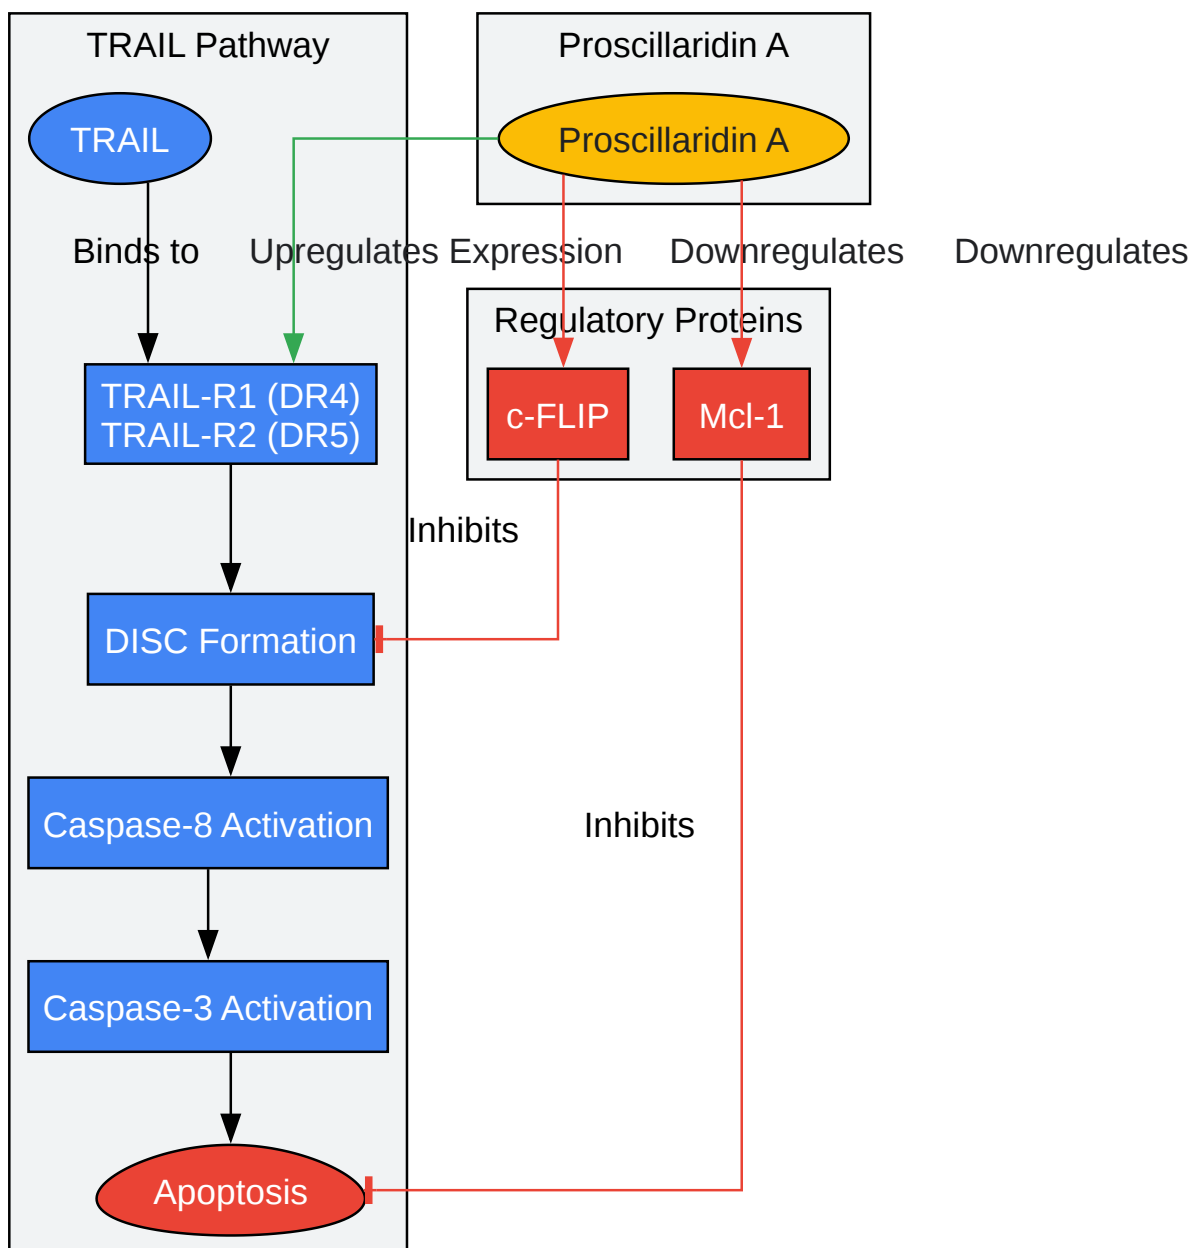 TRAIL Pathway
Proscillaridin A
TRAIL
Proscillaridin A
Binds to
Upregulates Expression
Downregulates
Downregulates
Regulatory Proteins
TRAIL-R1 (DR4)
TRAIL-R2 (DR5)
c-FLIP
Mcl-1
Inhibits
DISC Formation
Caspase-8 Activation
Inhibits
Caspase-3 Activation
Apoptosis